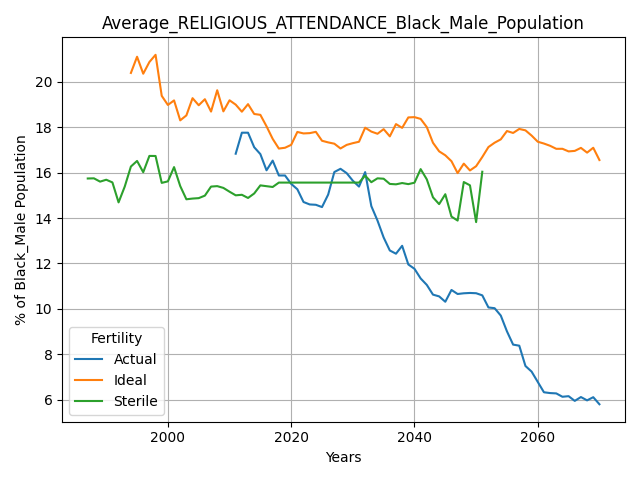 Average_RELIGIOUS_ATTENDANCE_Black_Male_Population
% of Black_Male Population
20
18
16
14
12
10
8
6
Fertility
Actual
Ideal
Sterile
2000
2020
2040
2060
Years